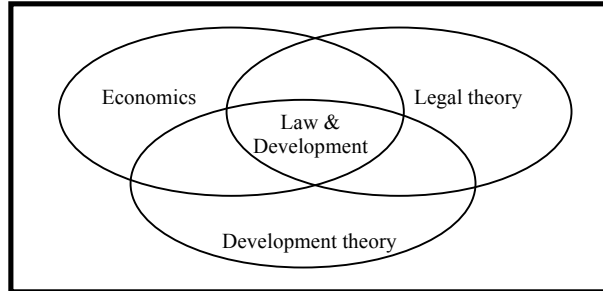 Economics
Legal theory
Law &
Development
Development theory